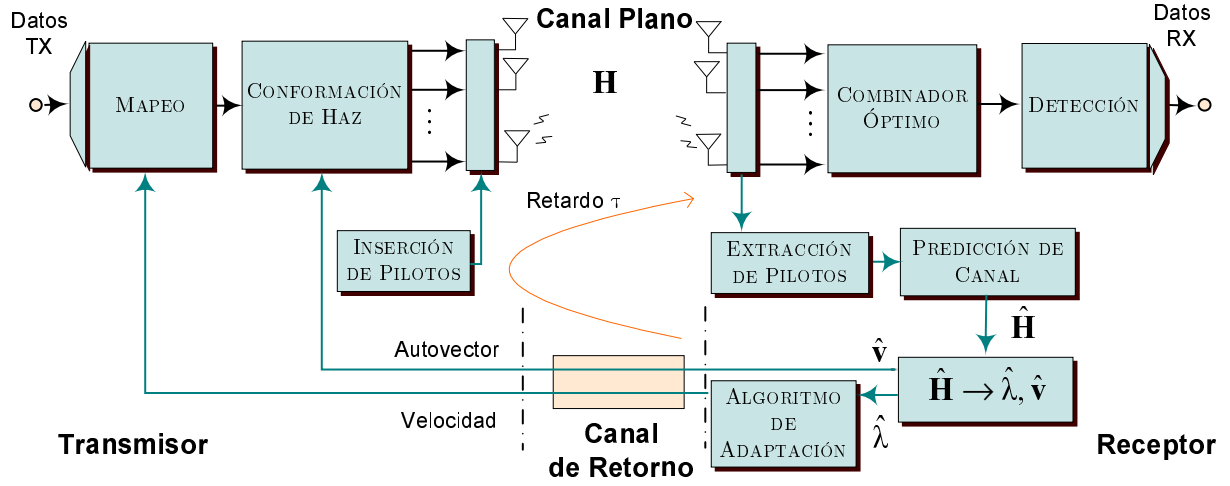 Datos
TX
Canal Plano
Datos
RX
MAPEO
CONFORMACIÓN
DE HAZ
H
COMBINADOR
ÓPTIMO
DETECCIÓN
Retardo τ
INSERCIÓN
DE PILOTOS
EXTRACCIÓN
DE PILOTOS
PREDICCIÓN DE
CANAL
Ĥ
Autovector
v̂
Ĥ → λ̂, v̂
Velocidad
ALGORITMO
DE
ADAPTACIÓN
λ̂
Transmisor
Canal
de Retorno
Receptor